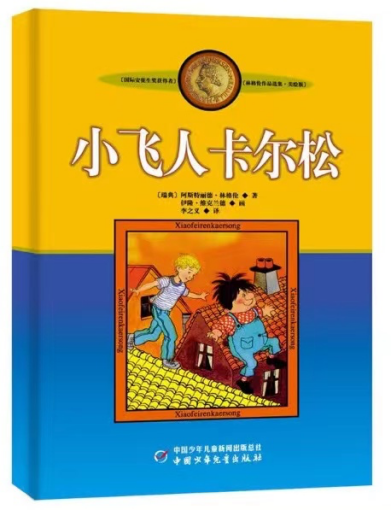 （国际安徒生奖获得者） （林格伦作品选集·美绘版）
小飞人卡尔松
（瑞典）阿斯特丽德·林格伦 ◆ 著
伊隆·维克兰德 ◆ 画
李之义 ◆ 译
Xiaofeirenkaersong
Xiaofeirenkaersong
Xiaofeirenkaersong
Xiaofeirenkaersong
中国少年儿童新闻出版总社
中国少年儿童出版社